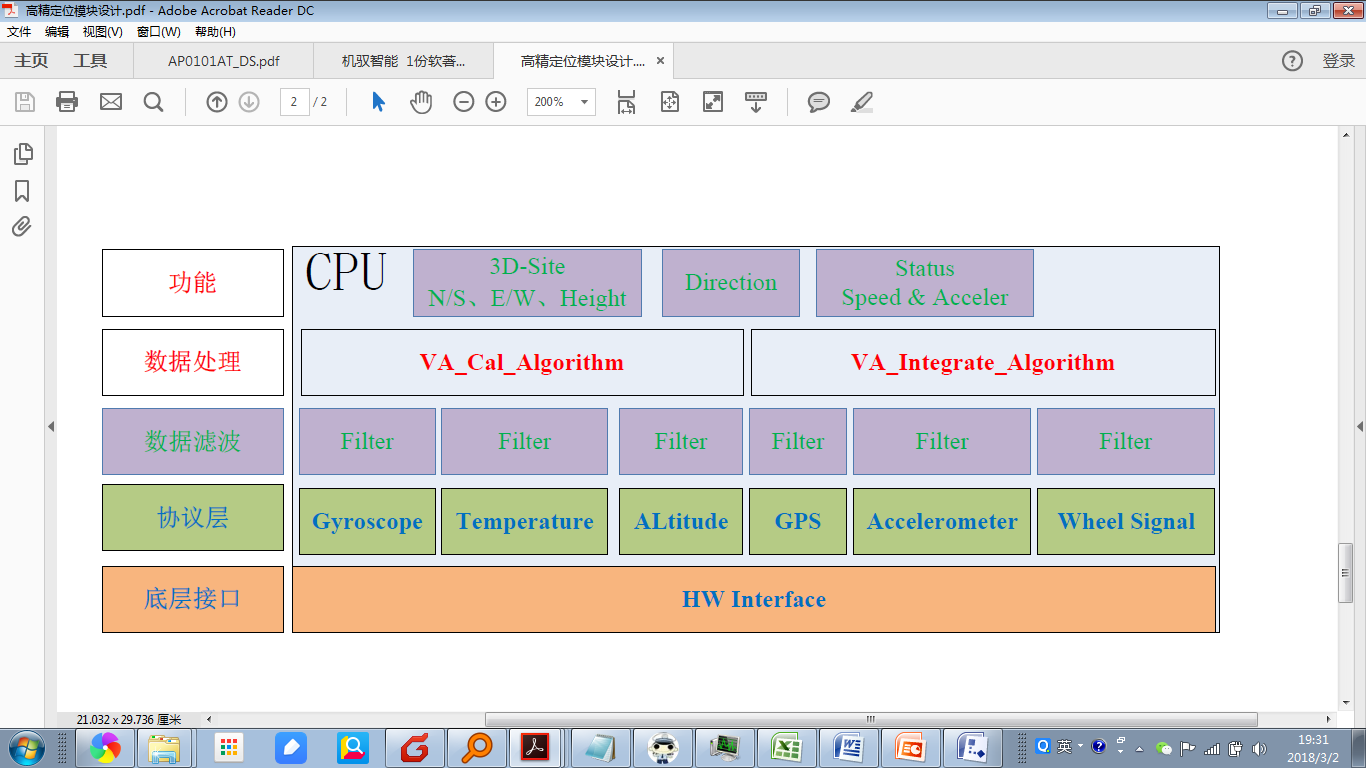 高精定位模块设计.pdf - Adobe Acrobat Reader DC
文件 编辑 视图(V) 窗口(W) 帮助(H)
主页 工具 AP0101AT_DS.pdf 机驭智能 1份软著... 高精定位模块设计.... × 登录
2 / 2 200%
功能
CPU
3D-Site
N/S、E/W、Height
Direction
Status
Speed & Acceler
数据处理
VA_Cal_Algorithm
VA_Integrate_Algorithm
数据滤波
Filter
Filter
Filter
Filter
Filter
Filter
协议层
Gyroscope
Temperature
ALtitude
GPS
Accelerometer
Wheel Signal
底层接口
HW Interface
21.032 x 29.736 厘米
英
19:31
2018/3/2